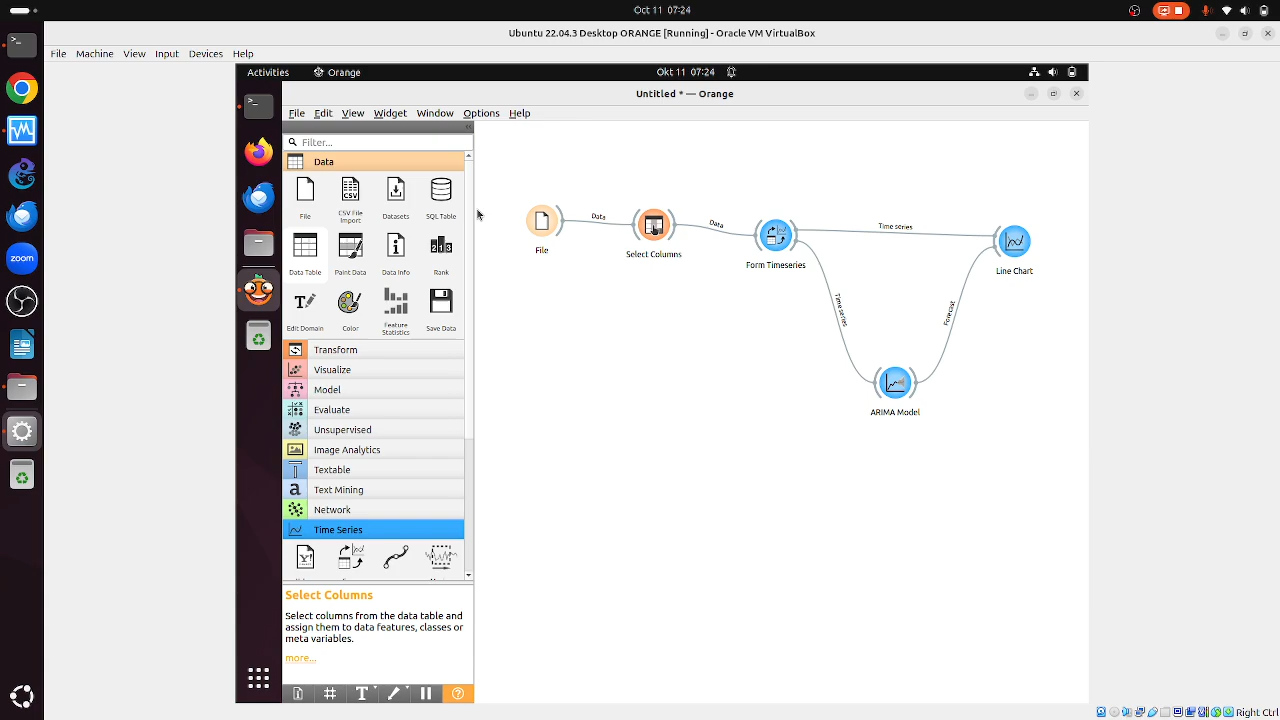 Oct 11 07:24
Ubuntu 22.04.3 Desktop ORANGE [Running] - Oracle VM VirtualBox
File Machine View Input Devices Help
Activities Orange Okt 11 07:24
Untitled * — Orange
File Edit View Widget Window Options Help
Filter...
Data
File CSV File Import Datasets SQL Table
Data Table Paint Data Data Info Rank
Edit Domain Color Feature Statistics Save Data
Transform
Visualize
Model
Evaluate
Unsupervised
Image Analytics
Textable
Text Mining
Network
Time Series
Select Columns
Select columns from the data table and
assign them to data features, classes or
meta variables.
more...
File
Data
Select Columns
Data
Form Timeseries
Time series
Line Chart
Time series
Forecast
ARIMA Model
zoom
Right Ctrl